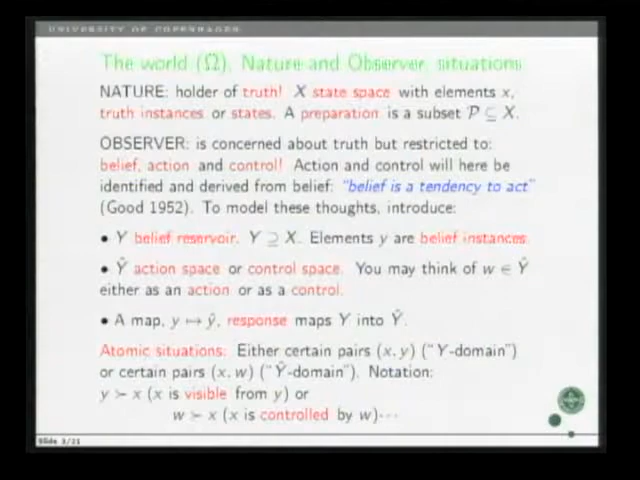 UNIVERSITY OF COPENHAGEN
The world (Ω), Nature and Observer, situations
NATURE: holder of truth! X state space with elements x,
truth instances or states. A preparation is a subset P ⊆ X.
OBSERVER: is concerned about truth but restricted to:
belief, action and control! Action and control will here be
identified and derived from belief: "belief is a tendency to act"
(Good 1952). To model these thoughts, introduce:
• Y belief reservoir. Y ⊇ X. Elements y are belief instances.
• Ŷ action space or control space. You may think of w ∈ Ŷ
either as an action or as a control.
• A map, y ↦ ŷ, response maps Y into Ŷ.
Atomic situations: Either certain pairs (x, y) ("Y-domain")
or certain pairs (x, w) ("Ŷ-domain"). Notation:
y ≻ x (x is visible from y) or
w ≻ x (x is controlled by w)···
Slide 3/21